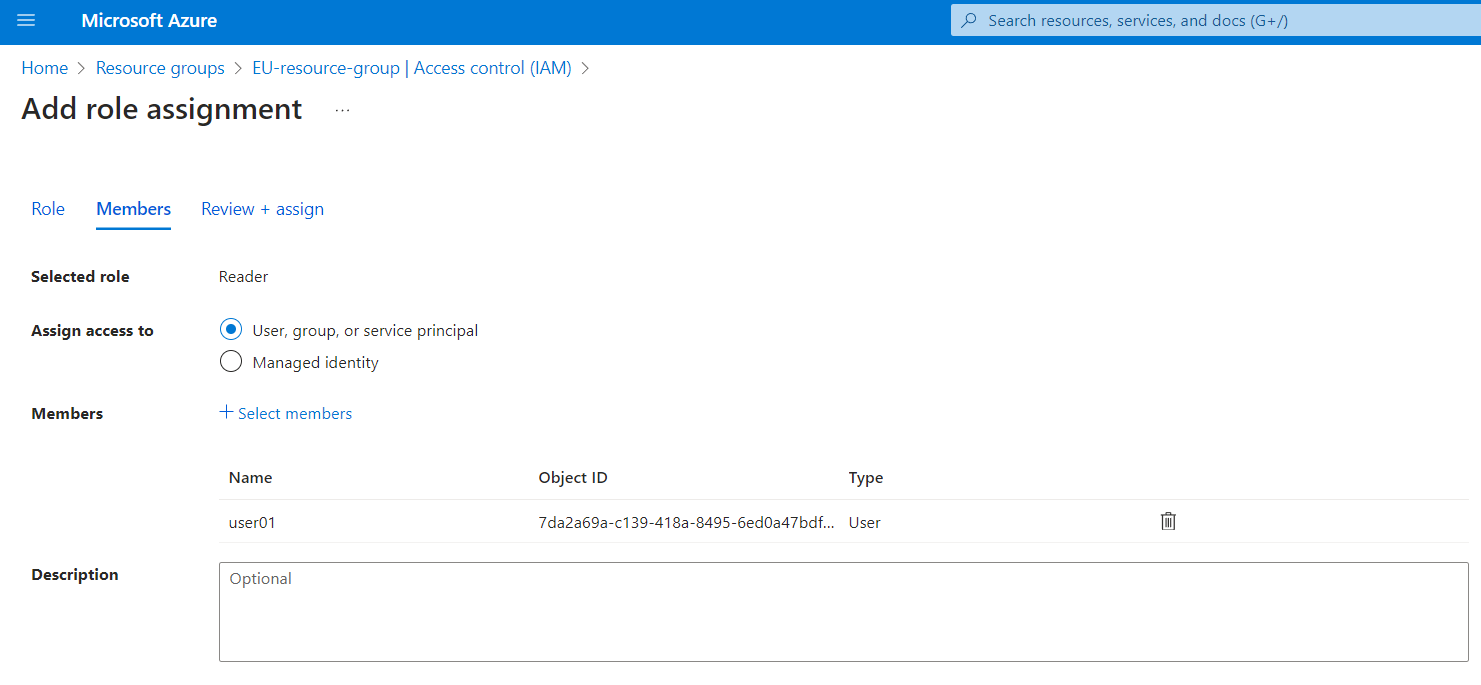 Microsoft Azure
Search resources, services, and docs (G+/)
Home > Resource groups > EU-resource-group | Access control (IAM) >
Add role assignment ...
Role Members Review + assign
Selected role Reader
Assign access to User, group, or service principal
Managed identity
Members + Select members
Name Object ID Type
user01 7da2a69a-c139-418a-8495-6ed0a47bdf... User
Description Optional